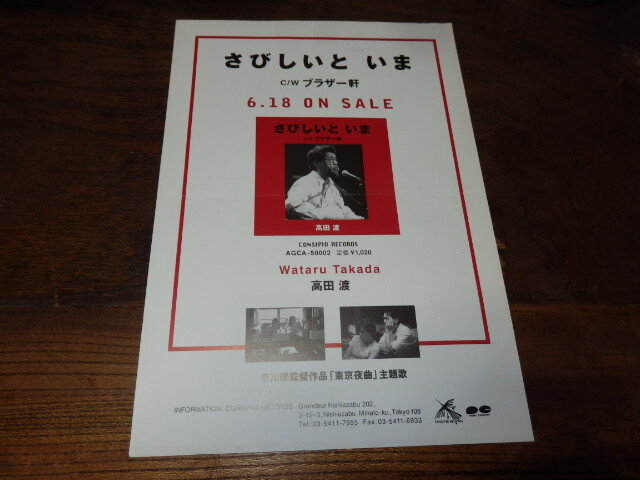 さびしいと いま
C/W ブラザー軒
6.18 ON SALE
さびしいと いま
C/W ブラザー軒
高田 渡
CONSIPIO RECORDS
AGCA-50002 定価¥1,020
Wataru Takada
高田 渡
市川準監督作品「東京夜曲」主題歌
INFORMATION: CONSIPIO RECORDS Grandeur Nishiazabu 202,
3-19-3, Nishiazabu, Minato-ku, Tokyo 106
Tel: 03-5411-7955 Fax: 03-5411-6933